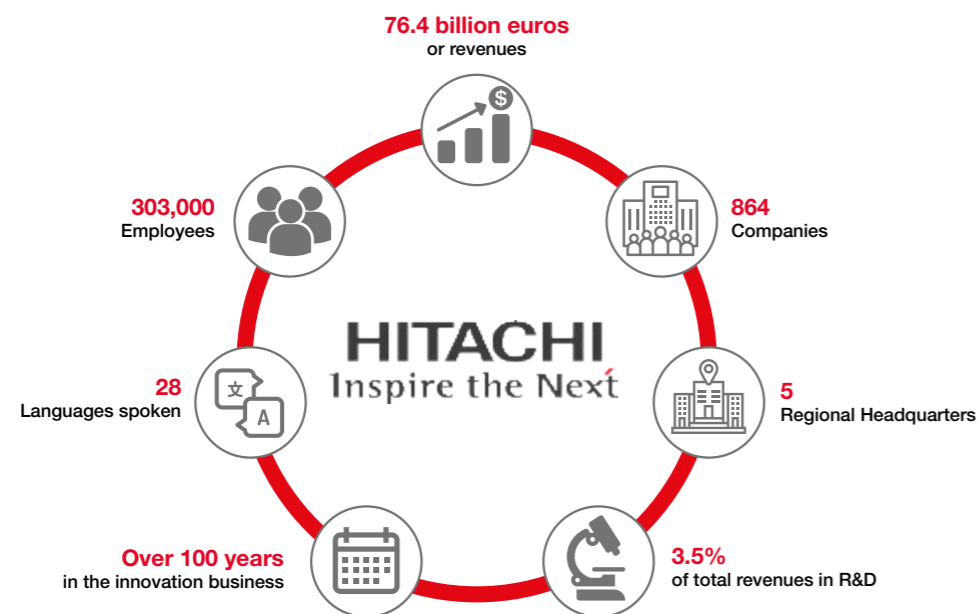 76.4 billion euros
or revenues
$
303,000
Employees
864
Companies
HITACHI
Inspire the Next
28
Languages spoken
文
A
5
Regional Headquarters
Over 100 years
in the innovation business
3.5%
of total revenues in R&D